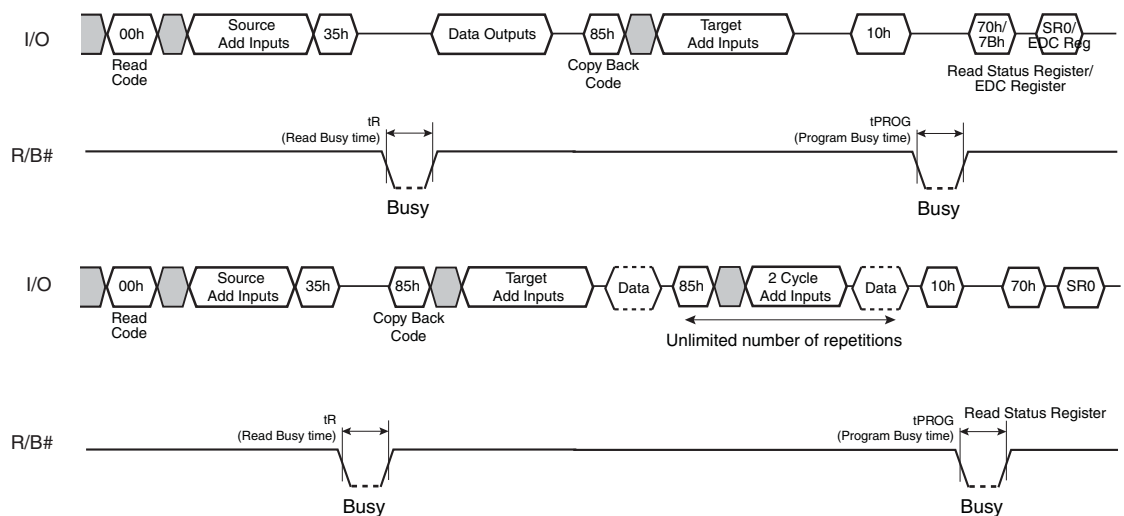 I/O
00h
Source
Add Inputs
35h
Data Outputs
85h
Target
Add Inputs
10h
70h/
7Bh
SR0/
EDC Reg
Read
Code
Copy Back
Code
Read Status Register/
EDC Register
R/B#
tR
(Read Busy time)
Busy
tPROG
(Program Busy time)
Busy
I/O
00h
Source
Add Inputs
35h
85h
Target
Add Inputs
Data
85h
2 Cycle
Add Inputs
Data
10h
70h
SR0
Read
Code
Copy Back
Code
Unlimited number of repetitions
R/B#
tR
(Read Busy time)
Busy
tPROG
(Program Busy time)
Read Status Register
Busy